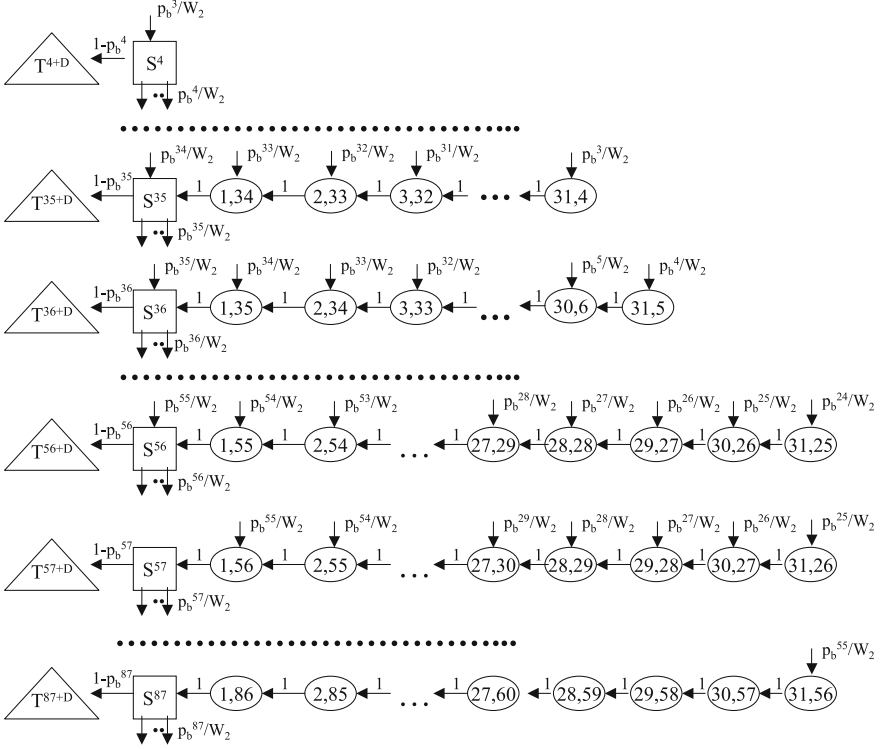 p_b^3/W_2
T^{4+D} 1-p_b^4 S^4
p_b^4/W_2
p_b^{34}/W_2 p_b^{33}/W_2 p_b^{32}/W_2 p_b^{31}/W_2 p_b^3/W_2
T^{35+D} 1-p_b^{35} S^{35} 1 1,34 1 2,33 1 3,32 1 ... 1 31,4
p_b^{35}/W_2
p_b^{35}/W_2 p_b^{34}/W_2 p_b^{33}/W_2 p_b^{32}/W_2 p_b^5/W_2 p_b^4/W_2
T^{36+D} 1-p_b^{36} S^{36} 1 1,35 1 2,34 1 3,33 1 ... 1 30,6 1 31,5
p_b^{36}/W_2
p_b^{55}/W_2 p_b^{54}/W_2 p_b^{53}/W_2 p_b^{28}/W_2 p_b^{27}/W_2 p_b^{26}/W_2 p_b^{25}/W_2 p_b^{24}/W_2
T^{56+D} 1-p_b^{56} S^{56} 1 1,55 1 2,54 1 ... 1 27,29 1 28,28 1 29,27 1 30,26 1 31,25
p_b^{56}/W_2
p_b^{55}/W_2 p_b^{54}/W_2 p_b^{29}/W_2 p_b^{28}/W_2 p_b^{27}/W_2 p_b^{26}/W_2 p_b^{25}/W_2
T^{57+D} 1-p_b^{57} S^{57} 1 1,56 1 2,55 1 ... 1 27,30 1 28,29 1 29,28 1 30,27 1 31,26
p_b^{57}/W_2
p_b^{55}/W_2
T^{87+D} 1-p_b^{87} S^{87} 1 1,86 1 2,85 1 ... 1 27,60 1 28,59 1 29,58 1 30,57 1 31,56
p_b^{87}/W_2